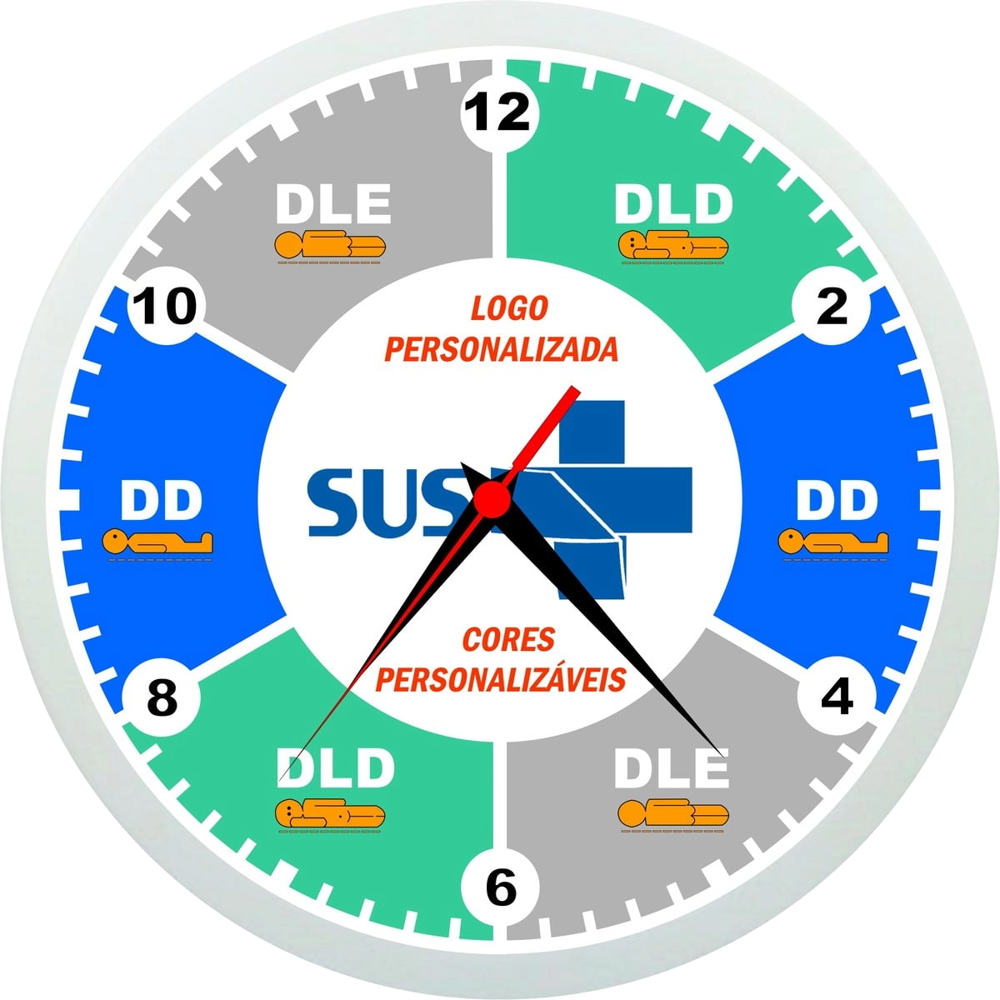 12
DLE
DLD
10
2
LOGO
PERSONALIZADA
DD
SUS
DD
CORES
PERSONALIZÁVEIS
8
4
DLD
DLE
6